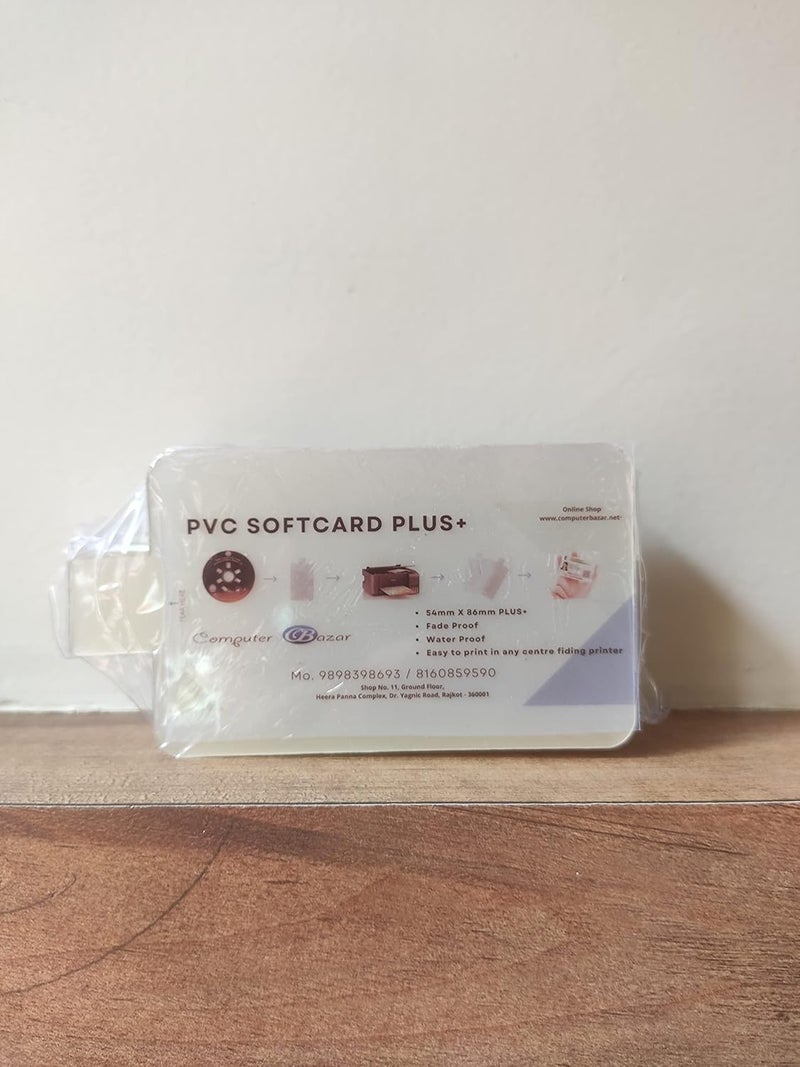 PVC SOFTCARD PLUS+
Online Shop
www.computerbazar.net
54mm X 86mm PLUS+
Fade Proof
Water Proof
Easy to print in any centre fiding printer
Computer CBazar
Mo. 9898398693 / 8160859590
Shop No. 11, Ground Floor,
Heera Panna Complex, Dr. Yagnic Road, Rajkot - 360001